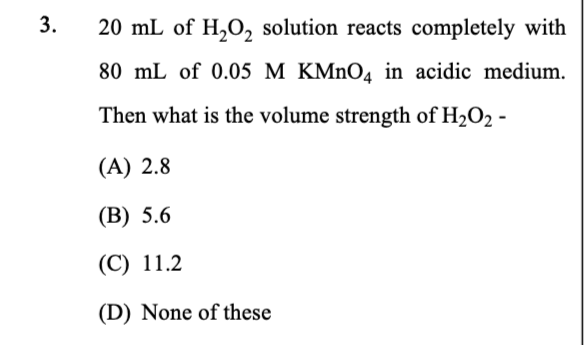 3. 20 mL of H₂O₂ solution reacts completely with
80 mL of 0.05 M KMnO₄ in acidic medium.
Then what is the volume strength of H₂O₂ -
(A) 2.8
(B) 5.6
(C) 11.2
(D) None of these